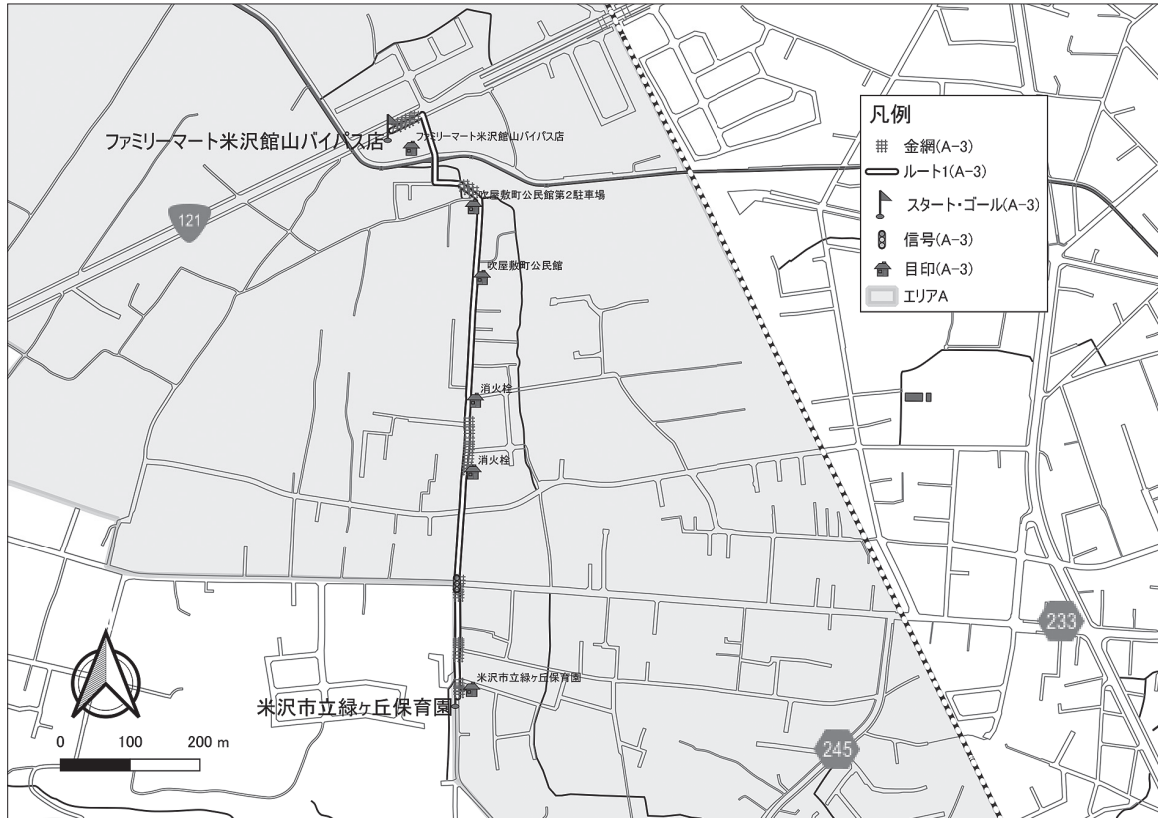 ファミリーマート米沢館山バイパス店
ファミリーマート米沢館山バイパス店
吹屋敷町公民館第2駐車場
121
吹屋敷町公民館
消火栓
消火栓
米沢市立緑ヶ丘保育園
米沢市立緑ヶ丘保育園
凡例
金網(A-3)
ルート1(A-3)
スタート・ゴール(A-3)
信号(A-3)
目印(A-3)
エリアA
233
245
0 100 200 m